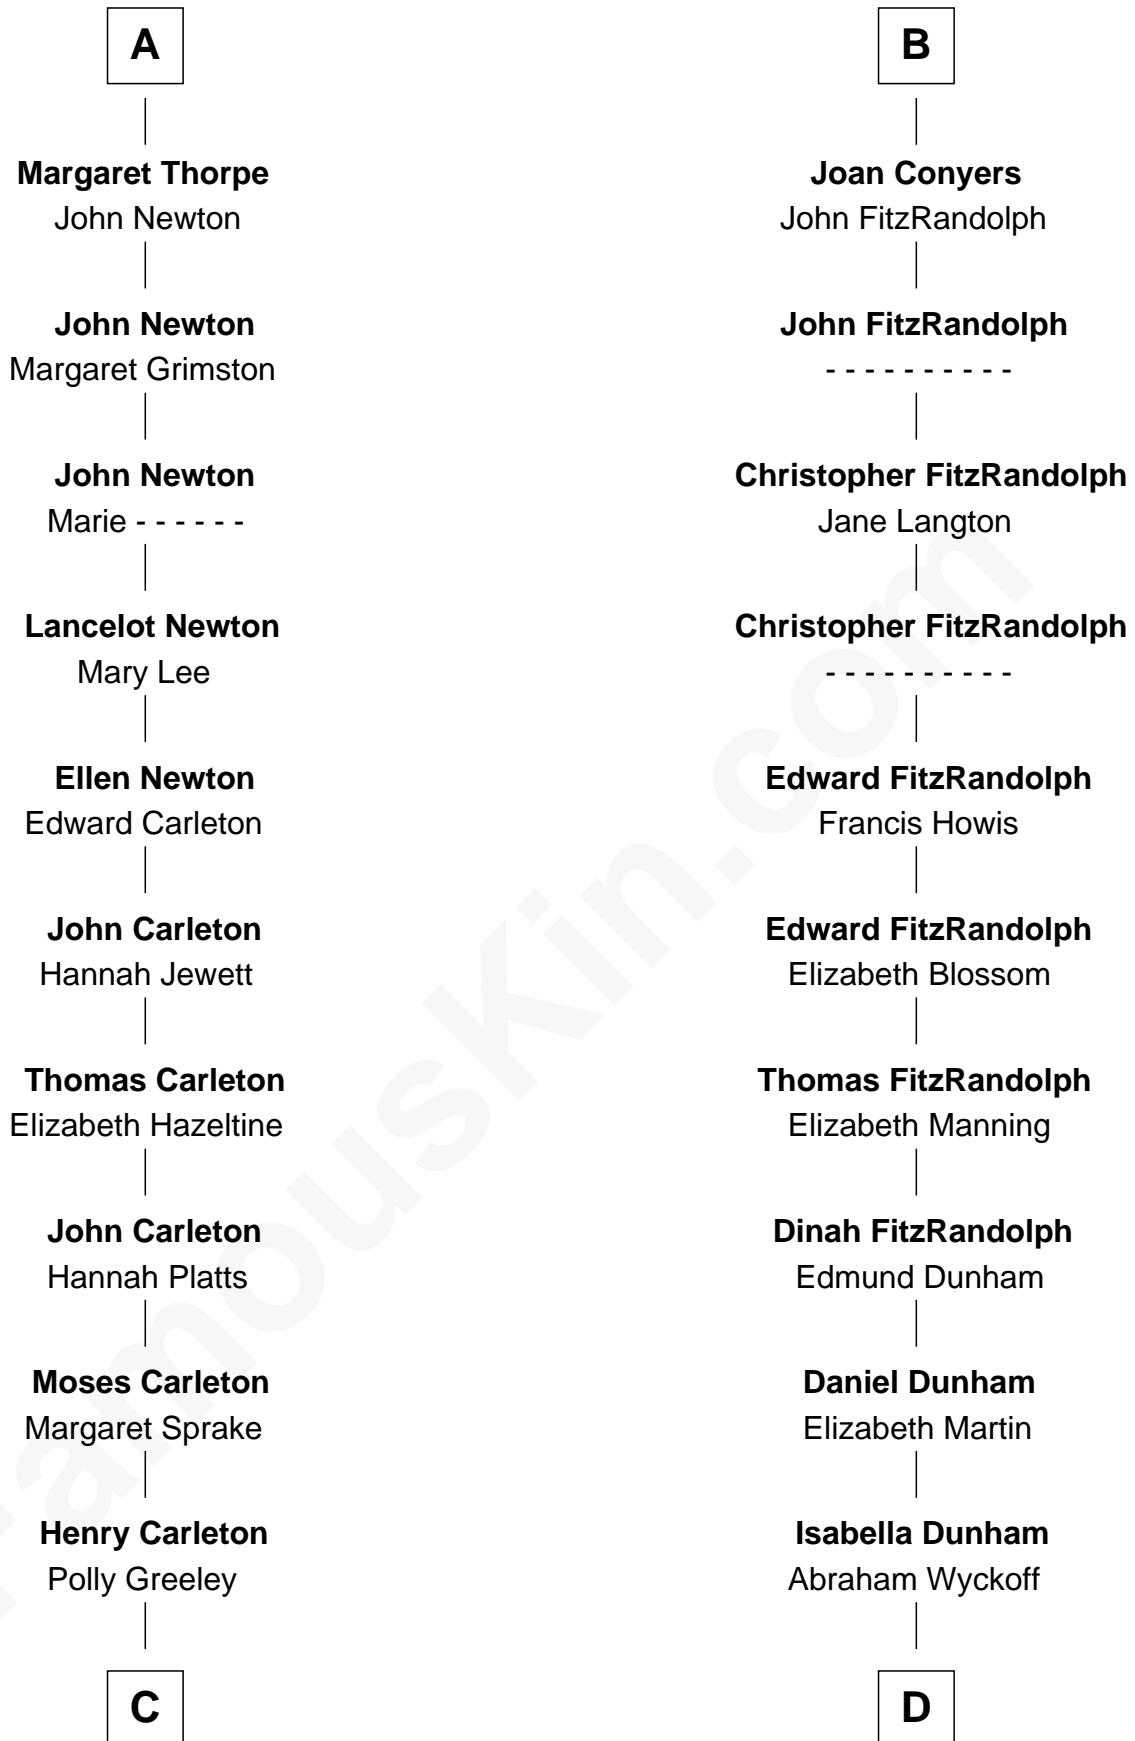 A
Margaret Thorpe
John Newton
John Newton
Margaret Grimston
John Newton
Marie - - - - - -
Lancelot Newton
Mary Lee
Ellen Newton
Edward Carleton
John Carleton
Hannah Jewett
Thomas Carleton
Elizabeth Hazeltine
John Carleton
Hannah Platts
Moses Carleton
Margaret Sprake
Henry Carleton
Polly Greeley
C
B
Joan Conyers
John FitzRandolph
John FitzRandolph
- - - - - - - - - -
Christopher FitzRandolph
Jane Langton
Christopher FitzRandolph
- - - - - - - - - -
Edward FitzRandolph
Francis Howis
Edward FitzRandolph
Elizabeth Blossom
Thomas FitzRandolph
Elizabeth Manning
Dinah FitzRandolph
Edmund Dunham
Daniel Dunham
Elizabeth Martin
Isabella Dunham
Abraham Wyckoff
D
FamousKin.com